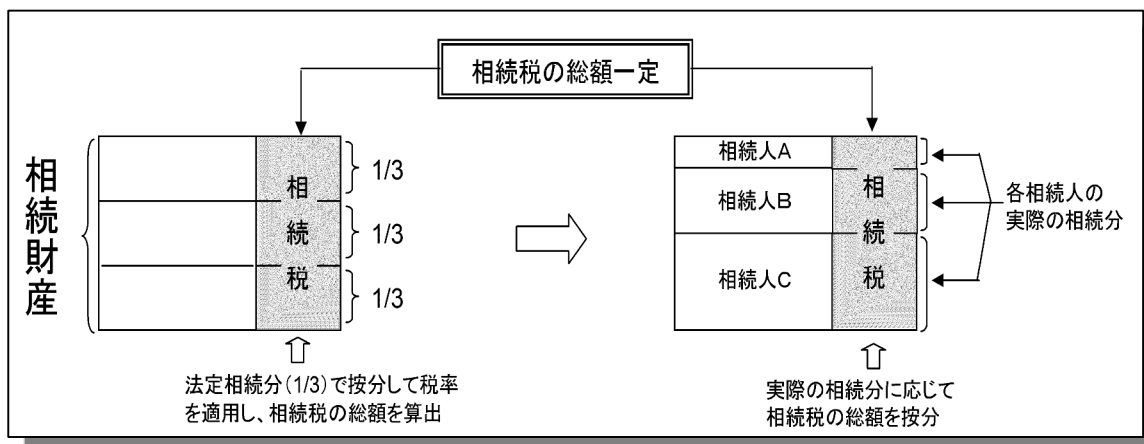 相続税の総額一定
相続財産
相続税
1/3
1/3
1/3
法定相続分(1/3)で按分して税率
を適用し、相続税の総額を算出
相続人A
相続人B
相続人C
相続税
各相続人の
実際の相続分
実際の相続分に応じて
相続税の総額を按分